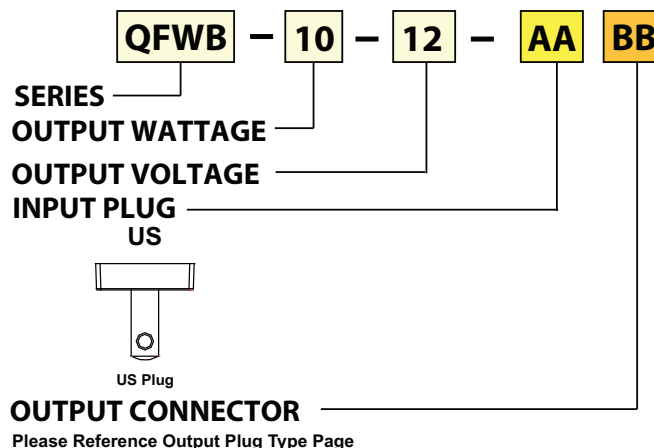 QFWB – 10 – 12 – AA BB
SERIES
OUTPUT WATTAGE
OUTPUT VOLTAGE
INPUT PLUG
US
US Plug
OUTPUT CONNECTOR
Please Reference Output Plug Type Page